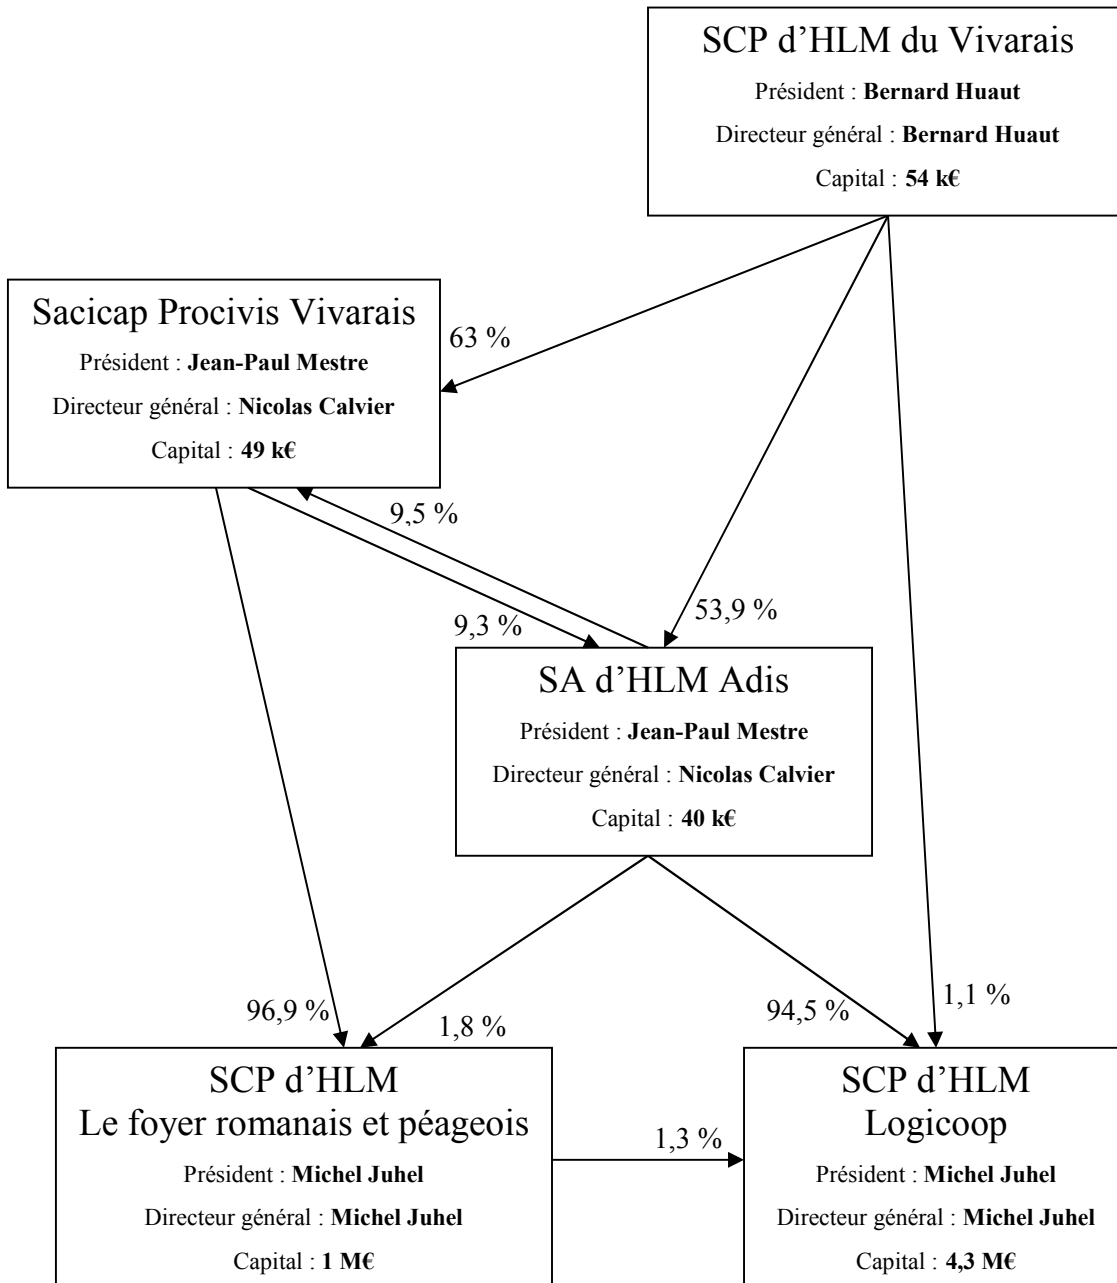 SCP d’HLM du Vivarais
Président : Bernard Huaut
Directeur général : Bernard Huaut
Capital : 54 k€
Sacicap Procivis Vivarais
Président : Jean-Paul Mestre
Directeur général : Nicolas Calvier
Capital : 49 k€
63 %
9,5 %
9,3 %
53,9 %
SA d’HLM Adis
Président : Jean-Paul Mestre
Directeur général : Nicolas Calvier
Capital : 40 k€
96,9 %
1,8 %
94,5 %
1,1 %
SCP d’HLM
Le foyer romanais et péageois
Président : Michel Juhel
Directeur général : Michel Juhel
Capital : 1 M€
1,3 %
SCP d’HLM
Logicoop
Président : Michel Juhel
Directeur général : Michel Juhel
Capital : 4,3 M€